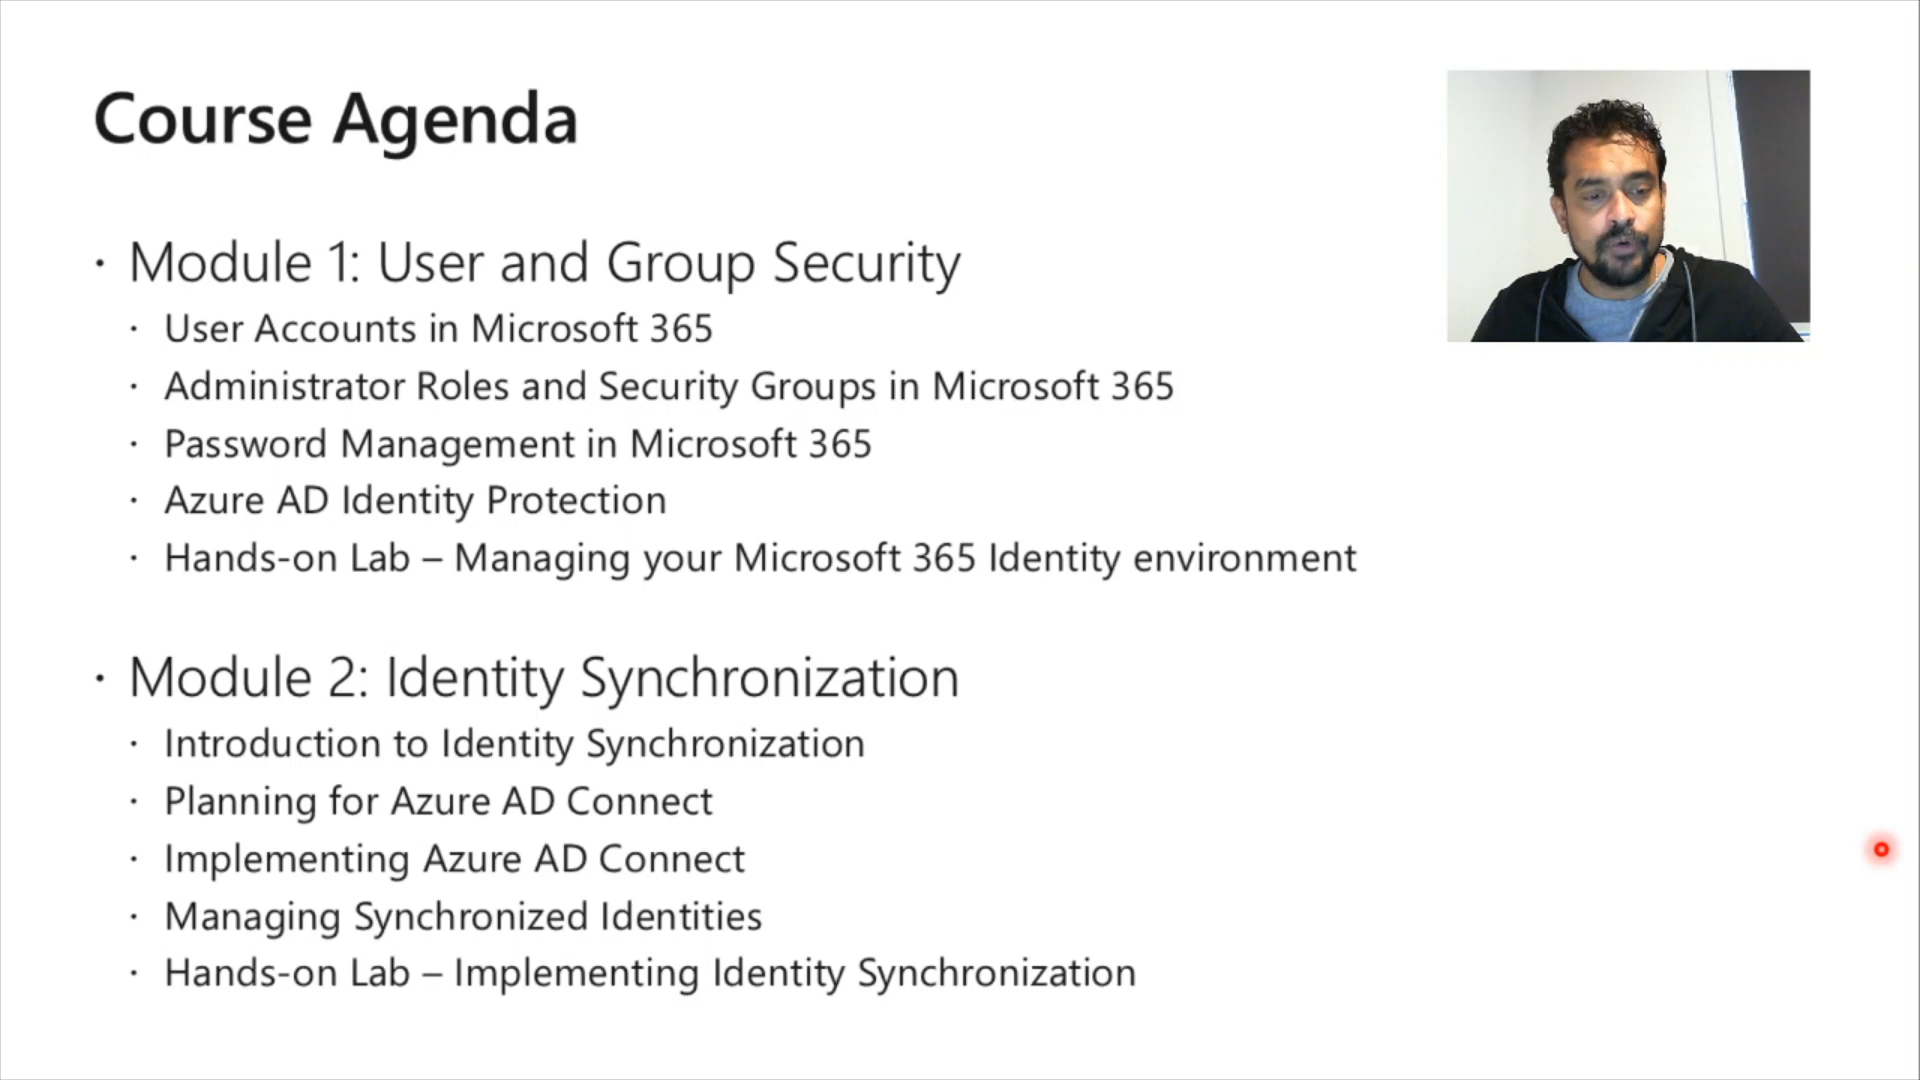 Course Agenda
· Module 1: User and Group Security
· User Accounts in Microsoft 365
· Administrator Roles and Security Groups in Microsoft 365
· Password Management in Microsoft 365
· Azure AD Identity Protection
· Hands-on Lab – Managing your Microsoft 365 Identity environment
· Module 2: Identity Synchronization
· Introduction to Identity Synchronization
· Planning for Azure AD Connect
· Implementing Azure AD Connect
· Managing Synchronized Identities
· Hands-on Lab – Implementing Identity Synchronization